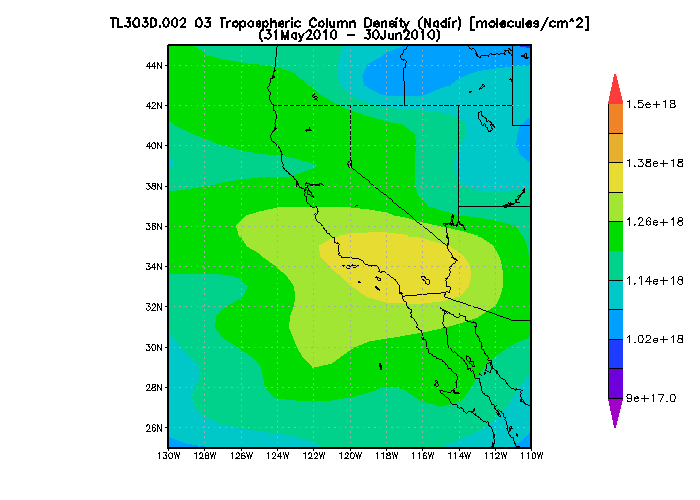 TL303D.002 O3 Tropospheric Column Density (Nadir) [molecules/cm^2]
(31May2010 - 30Jun2010)
44N
42N
40N
38N
36N
34N
32N
30N
28N
26N
130W 128W 126W 124W 122W 120W 118W 116W 114W 112W 110W
1.5e+18
1.38e+18
1.26e+18
1.14e+18
1.02e+18
9e+17.0